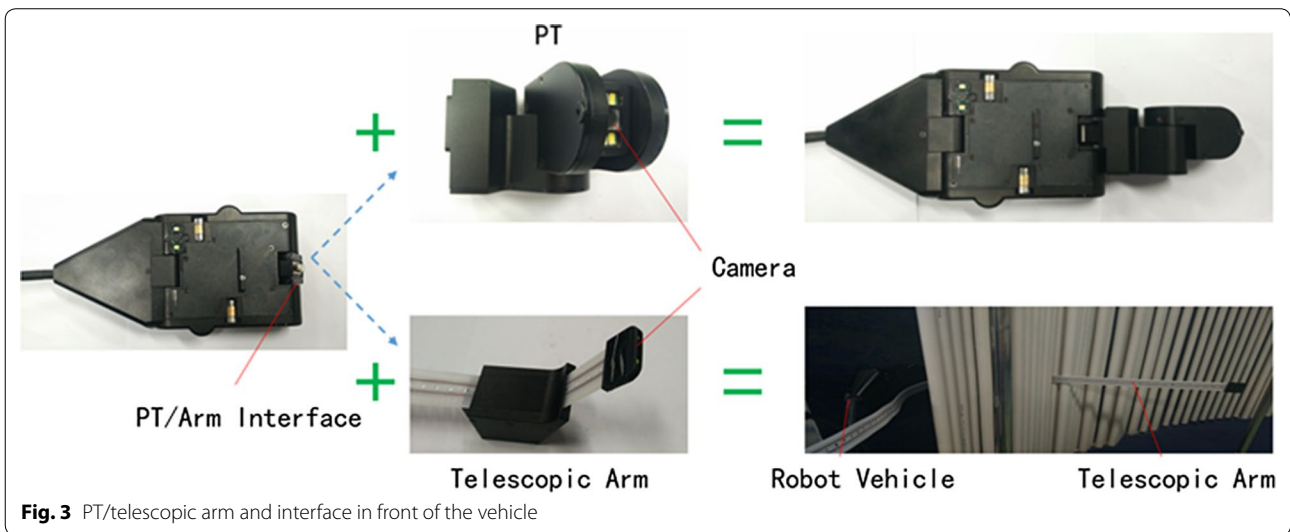 PT
+
=
Camera
PT/Arm Interface
+
=
Telescopic Arm
Robot Vehicle
Telescopic Arm
Fig. 3 PT/telescopic arm and interface in front of the vehicle